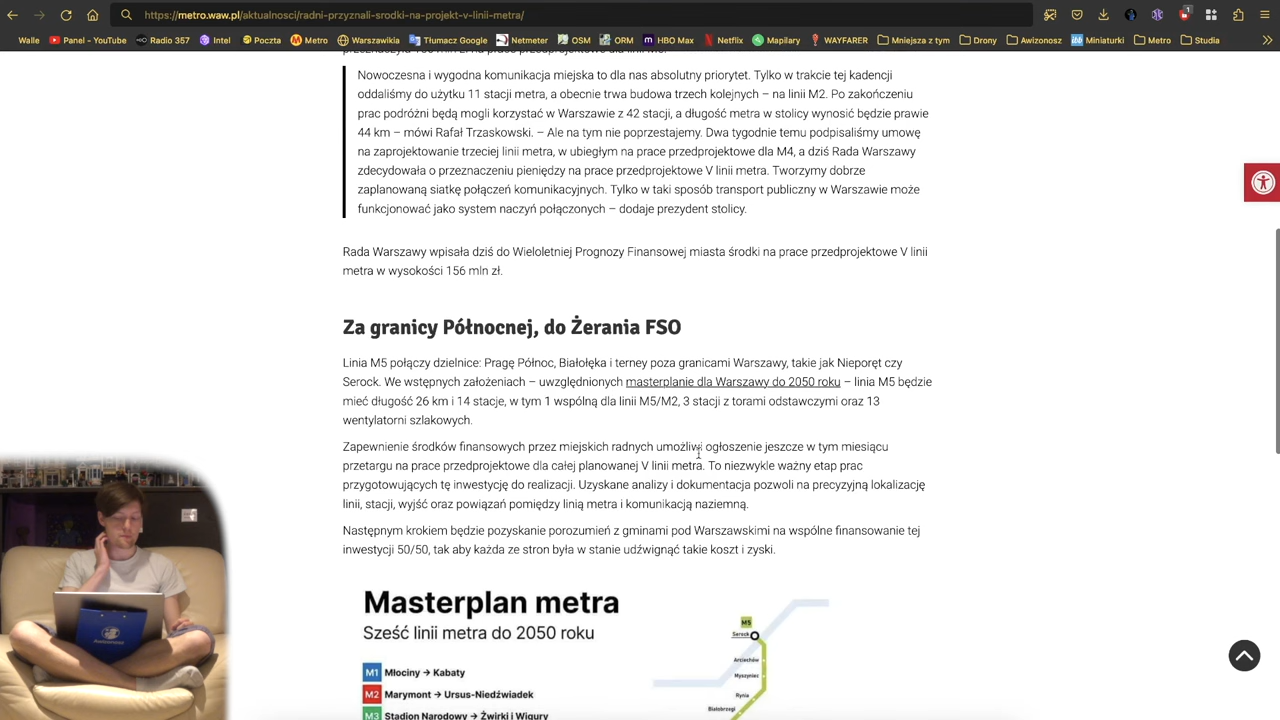 https://metro.waw.pl/aktualnosci/radni-przyznali-srodki-na-projekt-v-linii-metra/
1
Walle Panel - YouTube Radio 357 Intel Poczta Metro Warszawikia Tłumacz Google Netmeter OSM ORM HBO Max Netflix Mapilary WAYFARER Mniejsza z tym Drony Awizonosz Miniaturki Metro Studia
Nowoczesna i wygodna komunikacja miejska to dla nas absolutny priorytet. Tylko w trakcie tej kadencji
oddaliśmy do użytku 11 stacji metra, a obecnie trwa budowa trzech kolejnych – na linii M2. Po zakończeniu
prac podróżni będą mogli korzystać w Warszawie z 42 stacji, a długość metra w stolicy wynosić będzie prawie
44 km – mówi Rafał Trzaskowski. – Ale na tym nie poprzestajemy. Dwa tygodnie temu podpisaliśmy umowę
na zaprojektowanie trzeciej linii metra, w ubiegłym na prace przedprojektowe dla M4, a dziś Rada Warszawy
zdecydowała o przeznaczeniu pieniędzy na prace przedprojektowe V linii metra. Tworzymy dobrze
zaplanowaną siatkę połączeń komunikacyjnych. Tylko w taki sposób transport publiczny w Warszawie może
funkcjonować jako system naczyń połączonych – dodaje prezydent stolicy.
Rada Warszawy wpisała dziś do Wieloletniej Prognozy Finansowej miasta środki na prace przedprojektowe V linii
metra w wysokości 156 mln zł.
Za granicy Północnej, do Żerania FSO
Linia M5 połączy dzielnice: Pragę Północ, Białołęka i terney poza granicami Warszawy, takie jak Nieporęt czy
Serock. We wstępnych założeniach – uwzględnionych masterplanie dla Warszawy do 2050 roku – linia M5 będzie
mieć długość 26 km i 14 stacje, w tym 1 wspólną dla linii M5/M2, 3 stacji z torami odstawczymi oraz 13
wentylatorni szlakowych.
Zapewnienie środków finansowych przez miejskich radnych umożliwi ogłoszenie jeszcze w tym miesiącu
przetargu na prace przedprojektowe dla całej planowanej V linii metra. To niezwykle ważny etap prac
przygotowujących tę inwestycję do realizacji. Uzyskane analizy i dokumentacja pozwoli na precyzyjną lokalizację
linii, stacji, wyjść oraz powiązań pomiędzy linią metra i komunikacją naziemną.
Następnym krokiem będzie pozyskanie porozumień z gminami pod Warszawskimi na wspólne finansowanie tej
inwestycji 50/50, tak aby każda ze stron była w stanie udźwignąć takie koszt i zyski.
Masterplan metra
Sześć linii metra do 2050 roku
M1 Młociny → Kabaty
M2 Marymont → Ursus-Niedźwiadek
M3 Stadion Narodowy → Żwirki i Wigury
M5
Serock
Arciechów
Myszyniec
Rynia
Białobrzegi